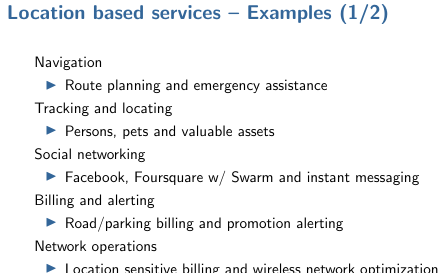 Location based services – Examples (1/2)
Navigation
▶ Route planning and emergency assistance
Tracking and locating
▶ Persons, pets and valuable assets
Social networking
▶ Facebook, Foursquare w/ Swarm and instant messaging
Billing and alerting
▶ Road/parking billing and promotion alerting
Network operations
▶ Location sensitive billing and wireless network optimization